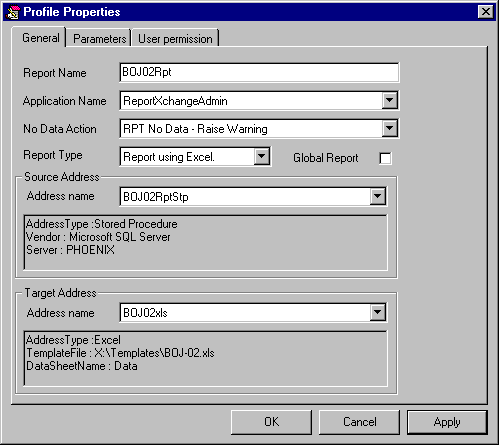 Profile Properties
General Parameters User permission
Report Name BOJ02Rpt
Application Name ReportXchangeAdmin
No Data Action RPT No Data - Raise Warning
Report Type Report using Excel. Global Report
Source Address
Address name BOJ02RptStp
AddressType :Stored Procedure
Vendor : Microsoft SQL Server
Server : PHOENIX
Target Address
Address name BOJ02xls
AddressType :Excel
TemplateFile : X:\Templates\BOJ-02.xls
DataSheetName : Data
OK Cancel Apply